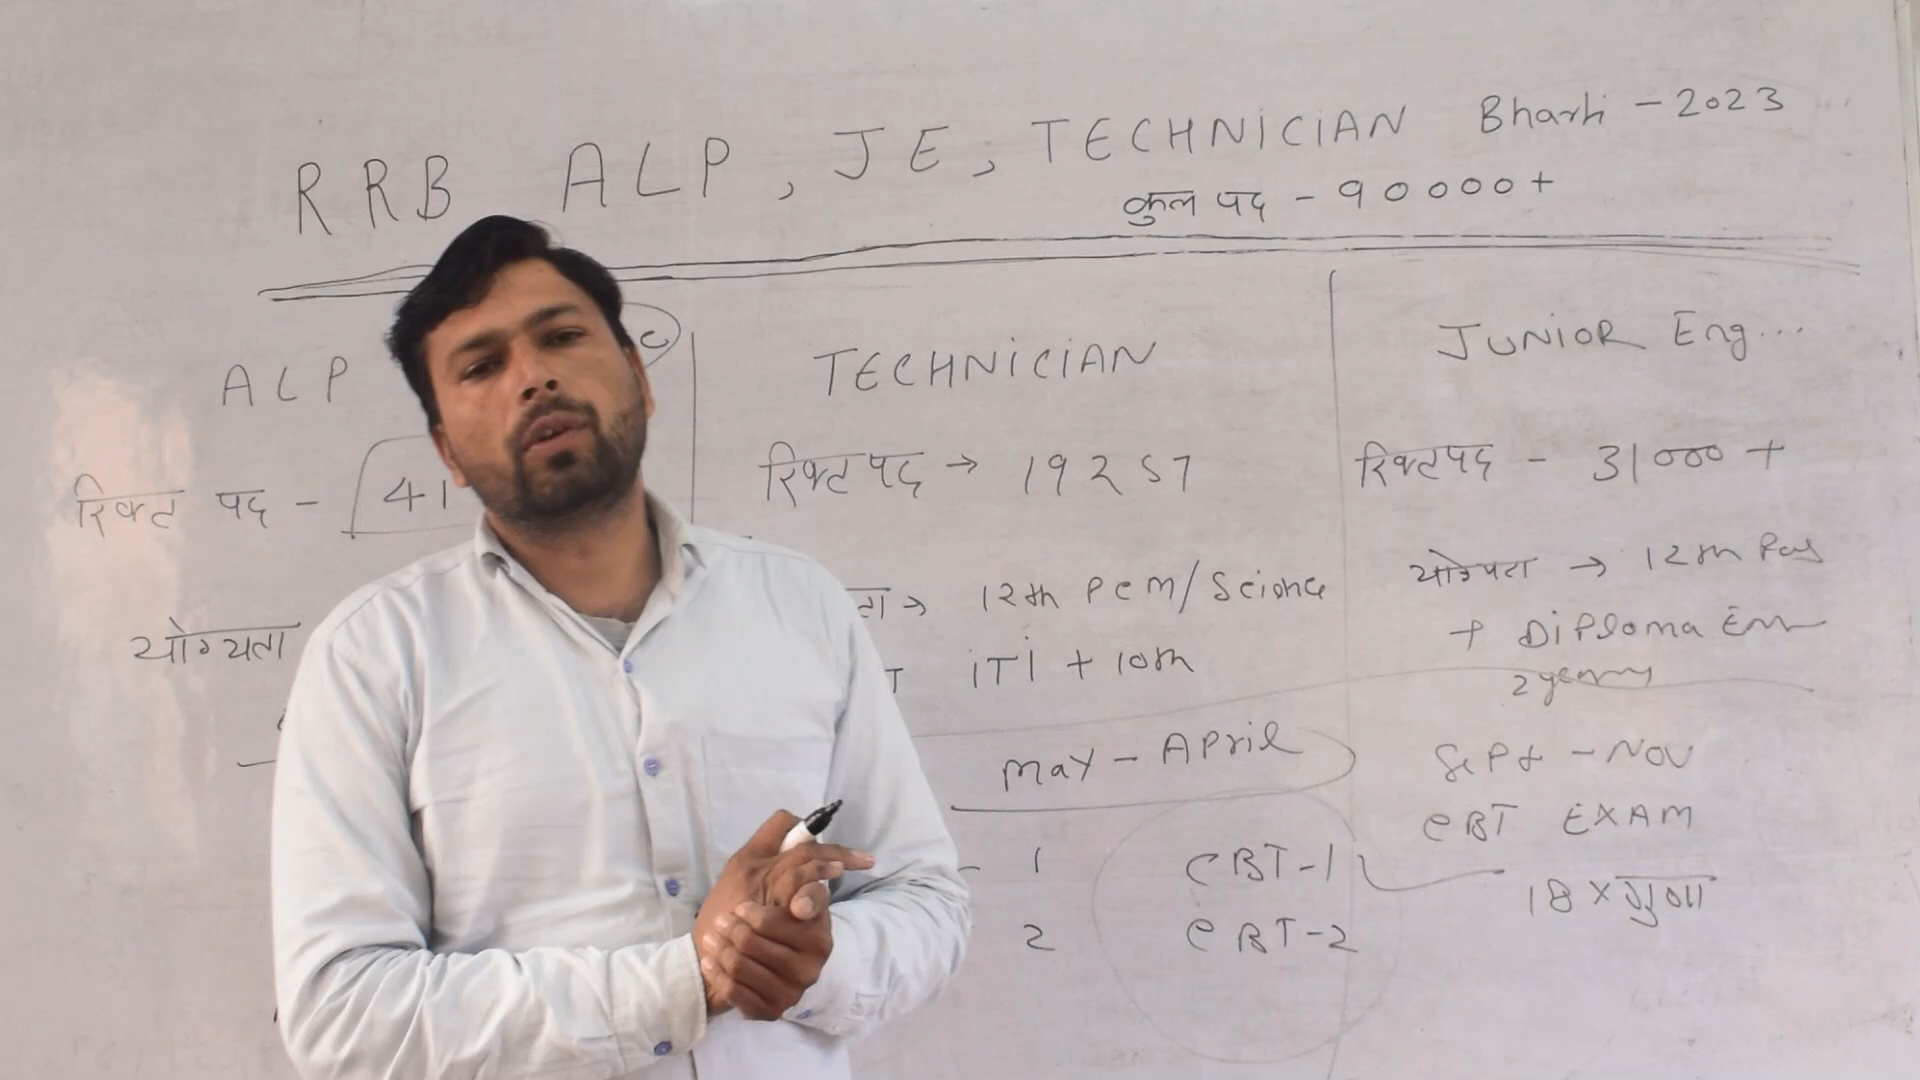 RRB ALP, JE, TECHNICIAN Bharti - 2023
कुल पद - 90000+
ALP
रिक्ट पद - 41
योग्यता
TECHNICIAN
रिक्ट पद → 19257
ता → 12th PCM/Science
ITI + 10th
May - April
1 CBT-1
2 CBT-2
JUNIOR Eng...
रिक्ट पद - 31000+
योग्यता → 12th Pass
+ Diploma
2 years
Sept - NOV
CBT EXAM
18 x गुणा